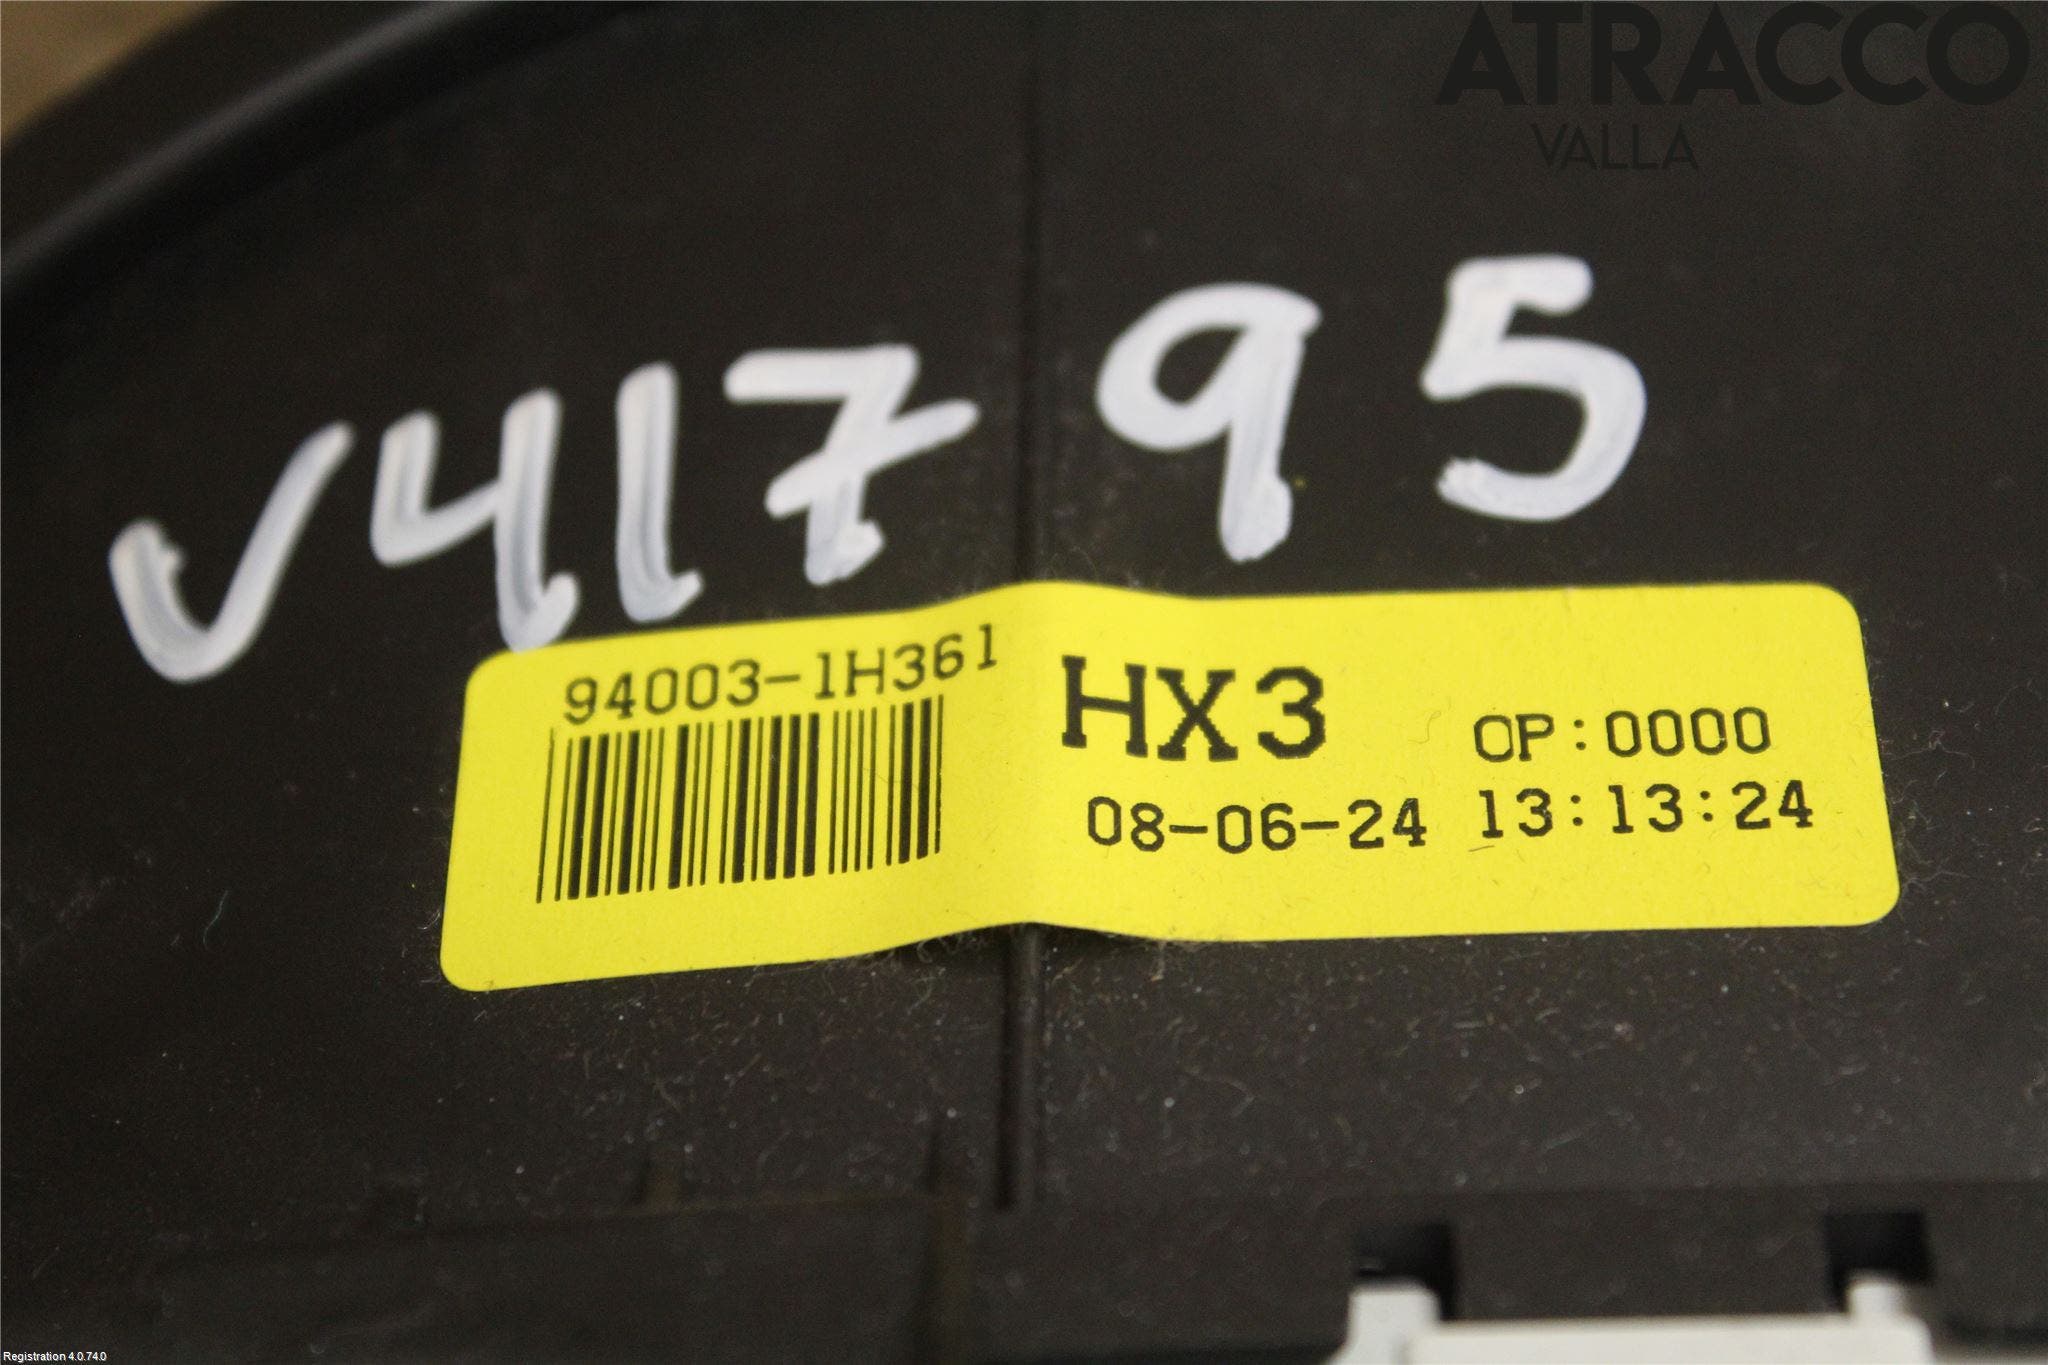 ATRACCO
VALLA
V41795
94003-1H361
HX3
OP:0000
08-06-24 13:13:24
Registration 4.0.74.0